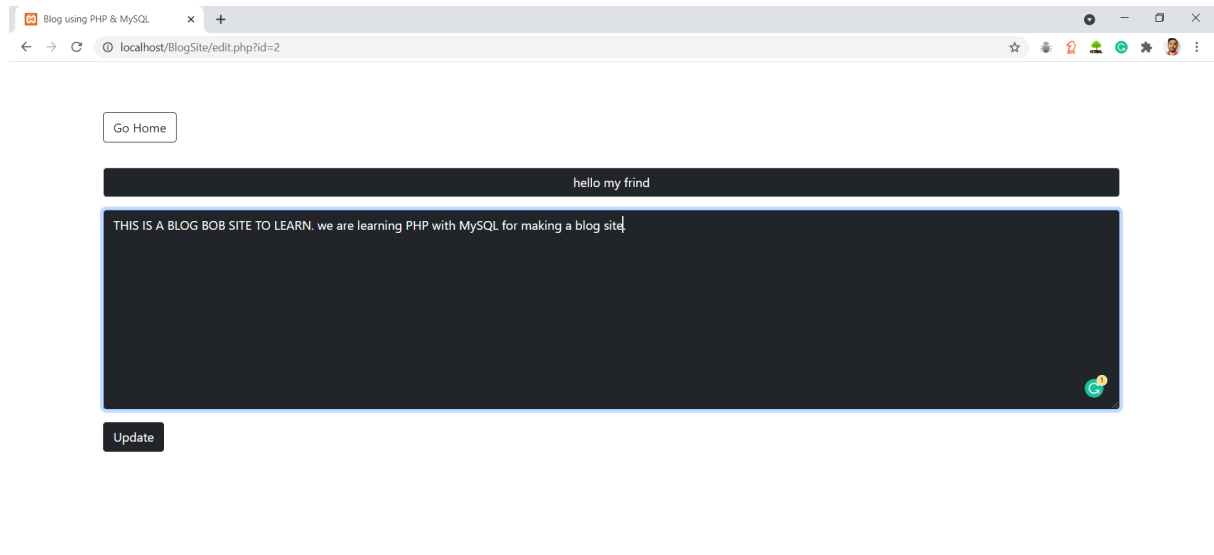 Blog using PHP & MySQL
localhost/BlogSite/edit.php?id=2
Go Home
hello my frind
THIS IS A BLOG BOB SITE TO LEARN. we are learning PHP with MySQL for making a blog site.
1
Update